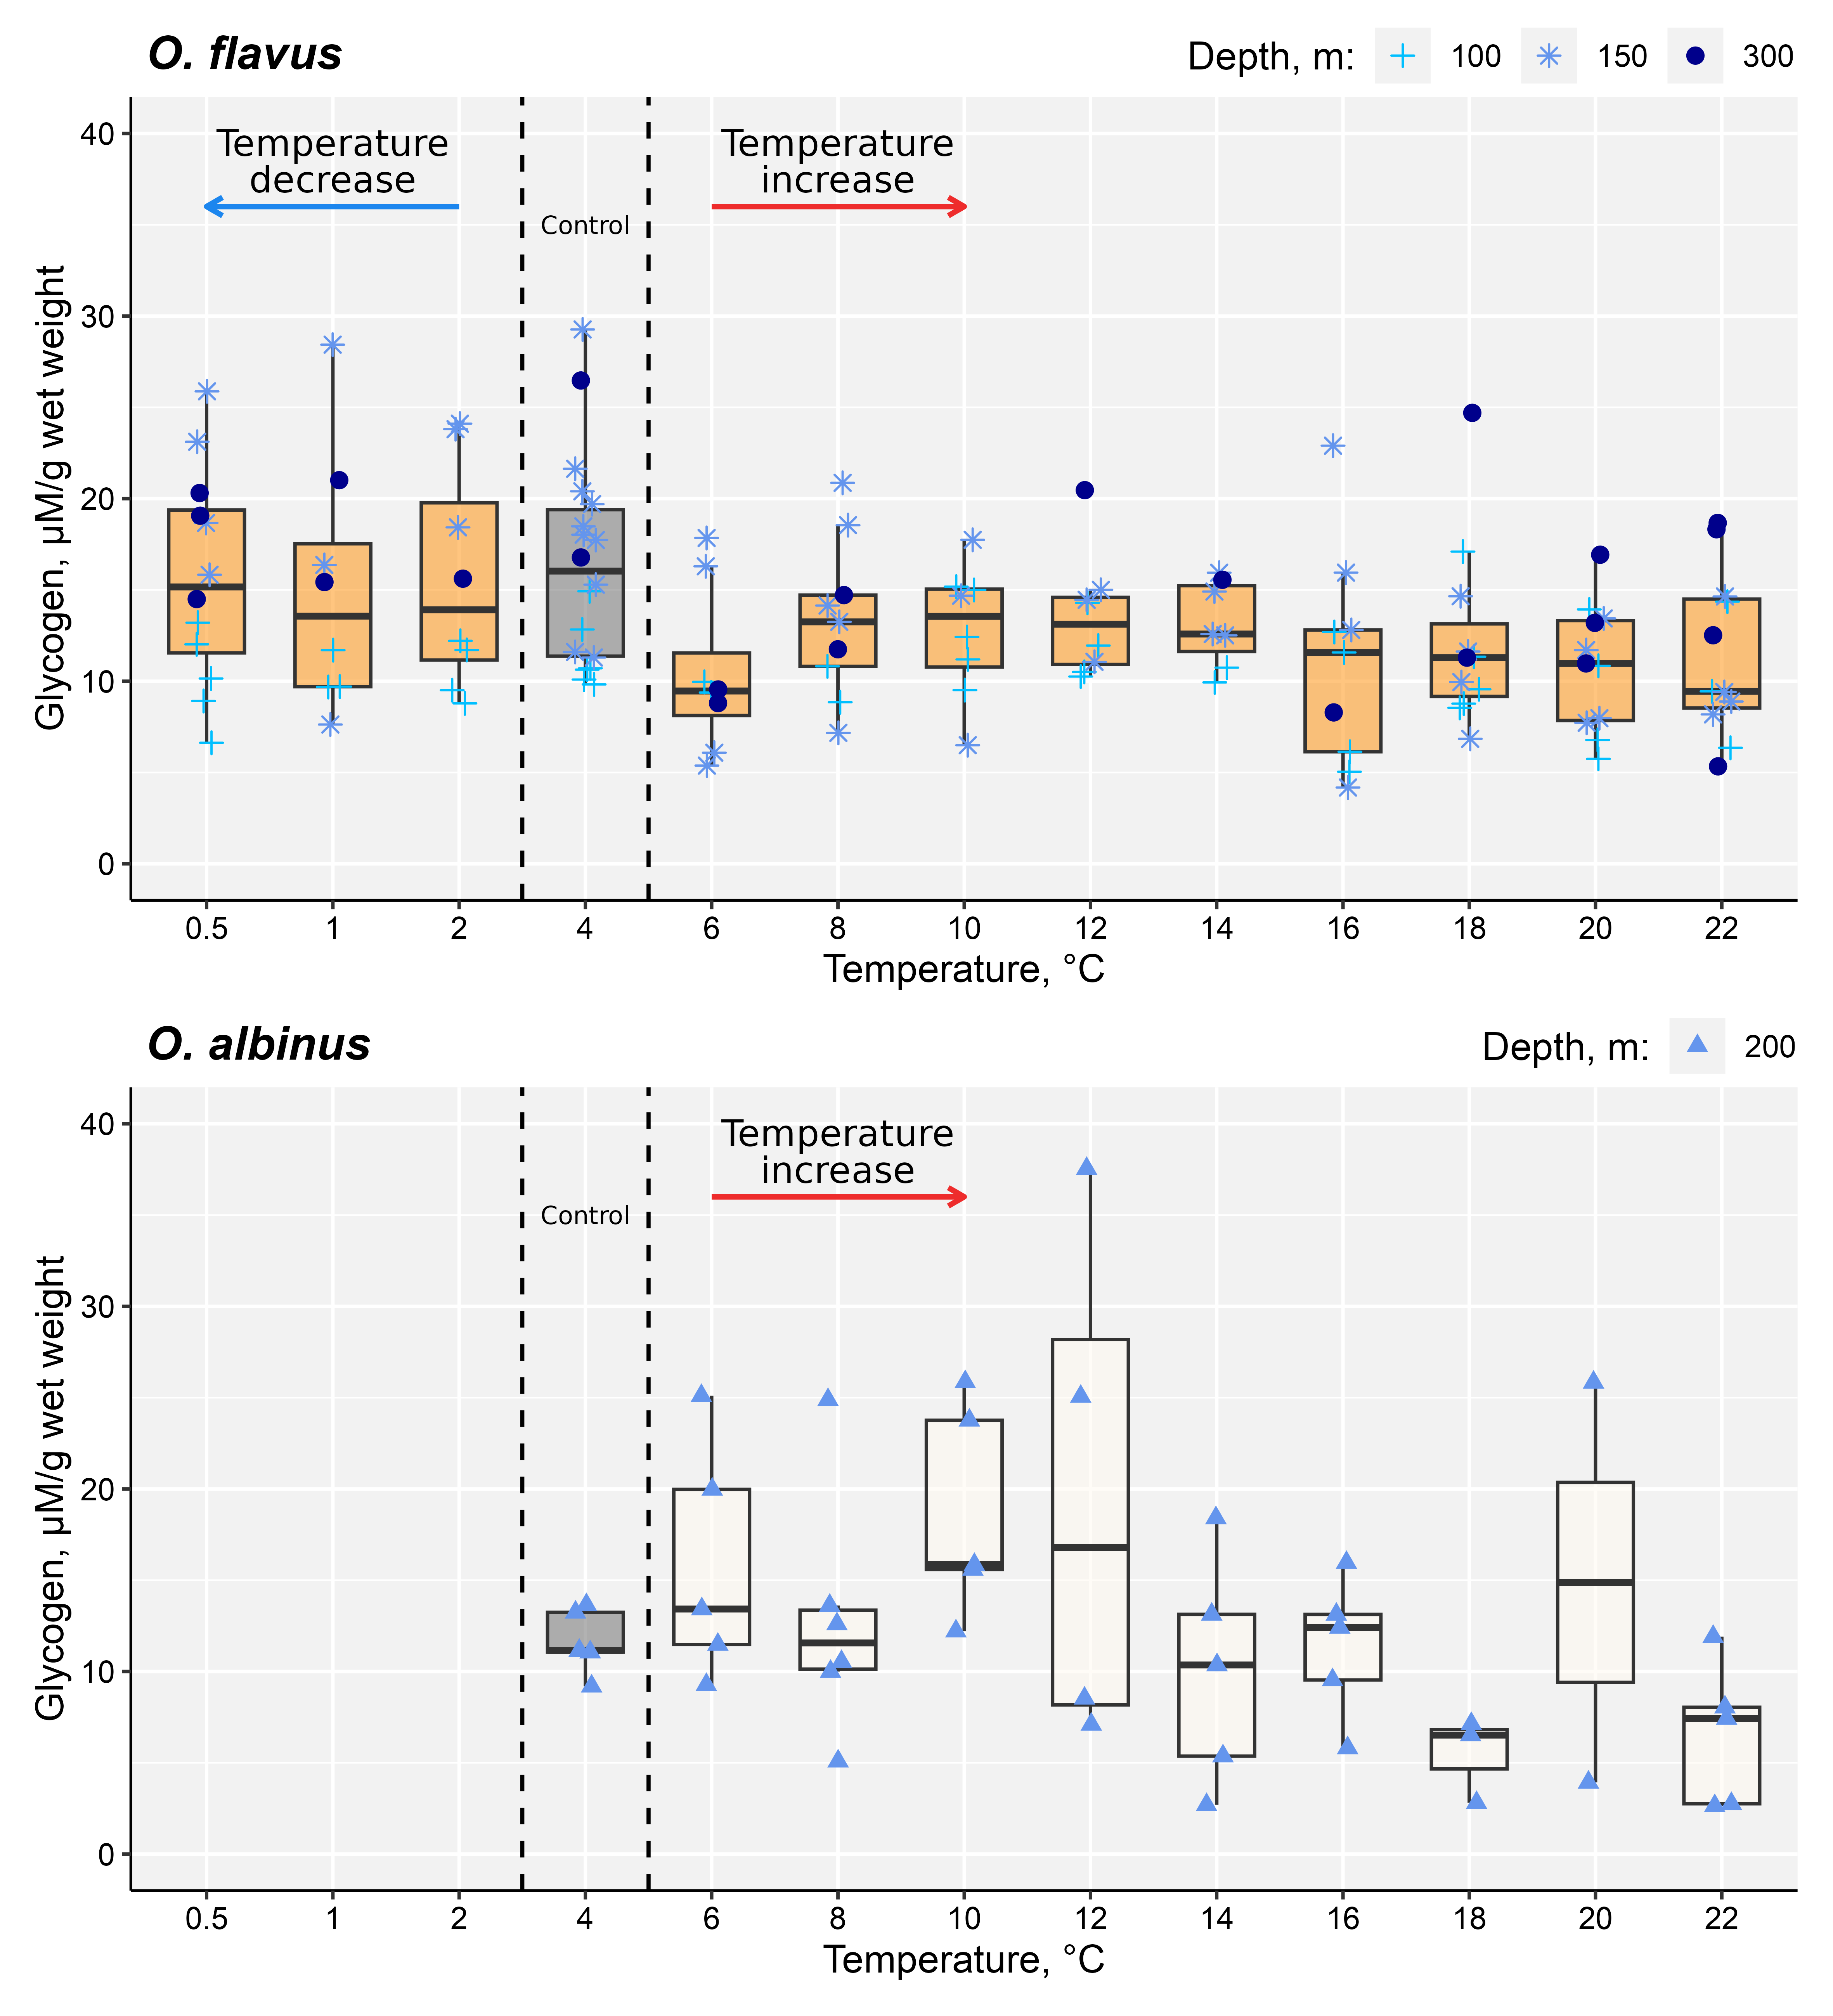 O. flavus
Depth, m: 100 150 300
Temperature
decrease
Control
Temperature
increase
40
30
20
10
0
Glycogen, µM/g wet weight
0.5 1 2 4 6 8 10 12 14 16 18 20 22
Temperature, °C
O. albinus
Depth, m: 200
Temperature
increase
Control
40
30
20
10
0
Glycogen, µM/g wet weight
0.5 1 2 4 6 8 10 12 14 16 18 20 22
Temperature, °C